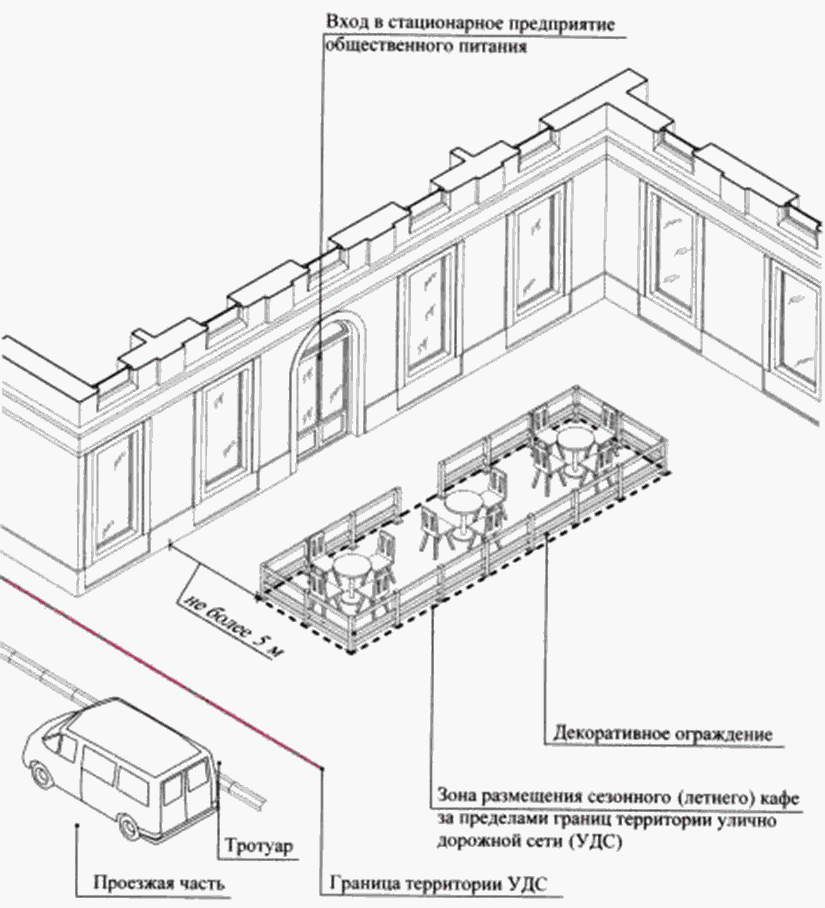 Вход в стационарное предприятие
общественного питания
не более 5 м
Декоративное ограждение
Зона размещения сезонного (летнего) кафе
за пределами границ территории улично
дорожной сети (УДС)
Тротуар
Проезжая часть
Граница территории УДС